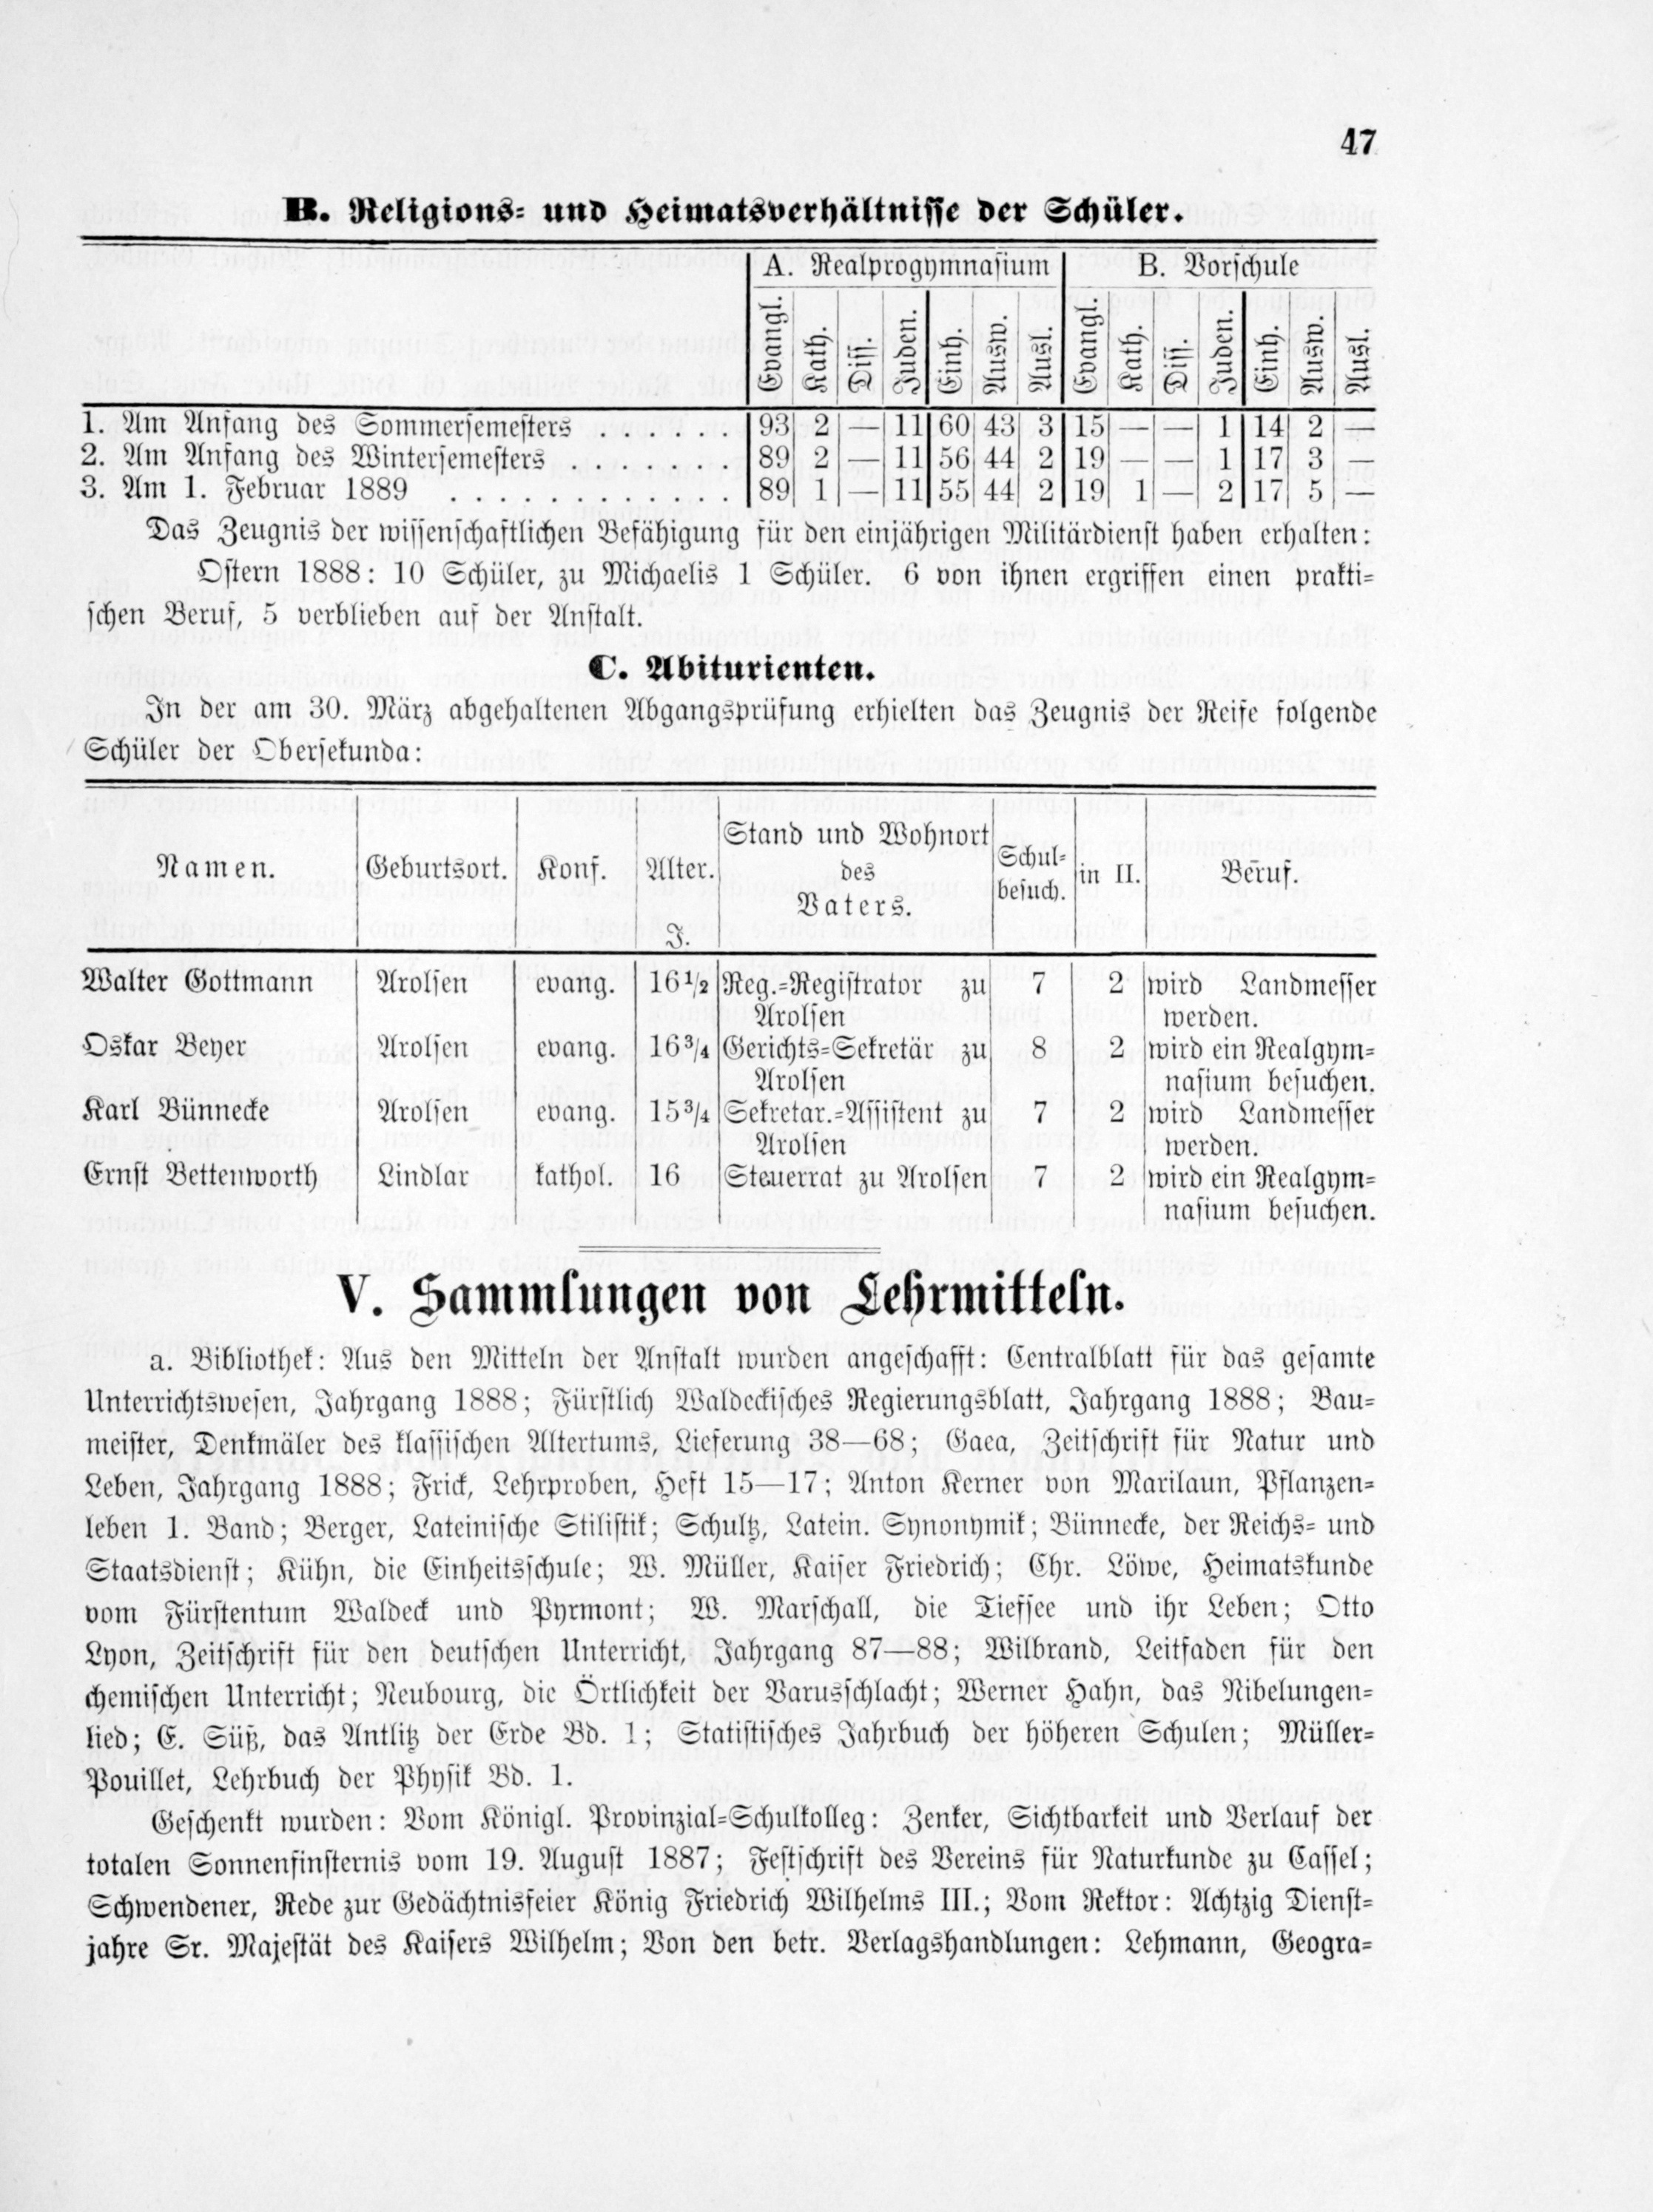 47
B. Religions- und Heimatsverhältnisse der Schüler.
A. Realprogymnasium B. Vorschule
Evangl. Kath. Diss. Juden. Einh. Ausw. Ausl. Evangl. Kath. Diss. Juden. Einh. Ausw. Ausl.
1. Am Anfang des Sommersemesters . . . . . . 93 2 — 11 60 43 3 15 — — 1 14 2 —
2. Am Anfang des Wintersemesters . . . . . . . 89 2 — 11 56 44 2 19 — — 1 17 3 —
3. Am 1. Februar 1889 . . . . . . . . . . . . 89 1 — 11 55 44 2 19 1 — 2 17 5 —
Das Zeugnis der wissenschaftlichen Befähigung für den einjährigen Militärdienst haben erhalten:
Ostern 1888: 10 Schüler, zu Michaelis 1 Schüler. 6 von ihnen ergriffen einen prakti-
schen Beruf, 5 verblieben auf der Anstalt.
C. Abiturienten.
In der am 30. März abgehaltenen Abgangsprüfung erhielten das Zeugnis der Reife folgende
Schüler der Obersekunda:
Namen. Geburtsort. Konf. Alter. J. Stand und Wohnort des Vaters. Schul-besuch. in II. Beruf.
Walter Gottmann Arolsen evang. 16 1/2 Reg.-Registrator zu 7 2 wird Landmesser
Arolsen werden.
Oskar Beyer Arolsen evang. 16 3/4 Gerichts-Sekretär zu 8 2 wird ein Realgym-
Arolsen nasium besuchen.
Karl Bünnecke Arolsen evang. 15 3/4 Sekretar.-Assistent zu 7 2 wird Landmesser
Arolsen werden.
Ernst Bettenworth Lindlar kathol. 16 Steuerrat zu Arolsen 7 2 wird ein Realgym-
nasium besuchen.
V. Sammlungen von Lehrmitteln.
a. Bibliothek: Aus den Mitteln der Anstalt wurden angeschafft: Centralblatt für das gesamte
Unterrichtswesen, Jahrgang 1888; Fürstlich Waldeckisches Regierungsblatt, Jahrgang 1888; Bau-
meister, Denkmäler des klassischen Altertums, Lieferung 38—68; Gaea, Zeitschrift für Natur und
Leben, Jahrgang 1888; Frick, Lehrproben, Heft 15—17; Anton Kerner von Marilaun, Pflanzen-
leben 1. Band; Berger, Lateinische Stilistik; Schultz, Latein. Synonymik; Bünnecke, der Reichs- und
Staatsdienst; Kühn, die Einheitsschule; W. Müller, Kaiser Friedrich; Chr. Löwe, Heimatskunde
vom Fürstentum Waldeck und Pyrmont; W. Marschall, die Tiefsee und ihr Leben; Otto
Lyon, Zeitschrift für den deutschen Unterricht, Jahrgang 87—88; Wilbrand, Leitfaden für den
chemischen Unterricht; Neubourg, die Örtlichkeit der Varusschlacht; Werner Hahn, das Nibelungen-
lied; E. Süß, das Antlitz der Erde Bd. 1; Statistisches Jahrbuch der höheren Schulen; Müller-
Pouillet, Lehrbuch der Physik Bd. 1.
Geschenkt wurden: Vom Königl. Provinzial-Schulkolleg: Zenker, Sichtbarkeit und Verlauf der
totalen Sonnenfinsternis vom 19. August 1887; Festschrift des Vereins für Naturkunde zu Cassel;
Schwendener, Rede zur Gedächtnisfeier König Friedrich Wilhelms III.; Vom Rektor: Achtzig Dienst-
jahre Sr. Majestät des Kaisers Wilhelm; Von den betr. Verlagshandlungen: Lehmann, Geogra-